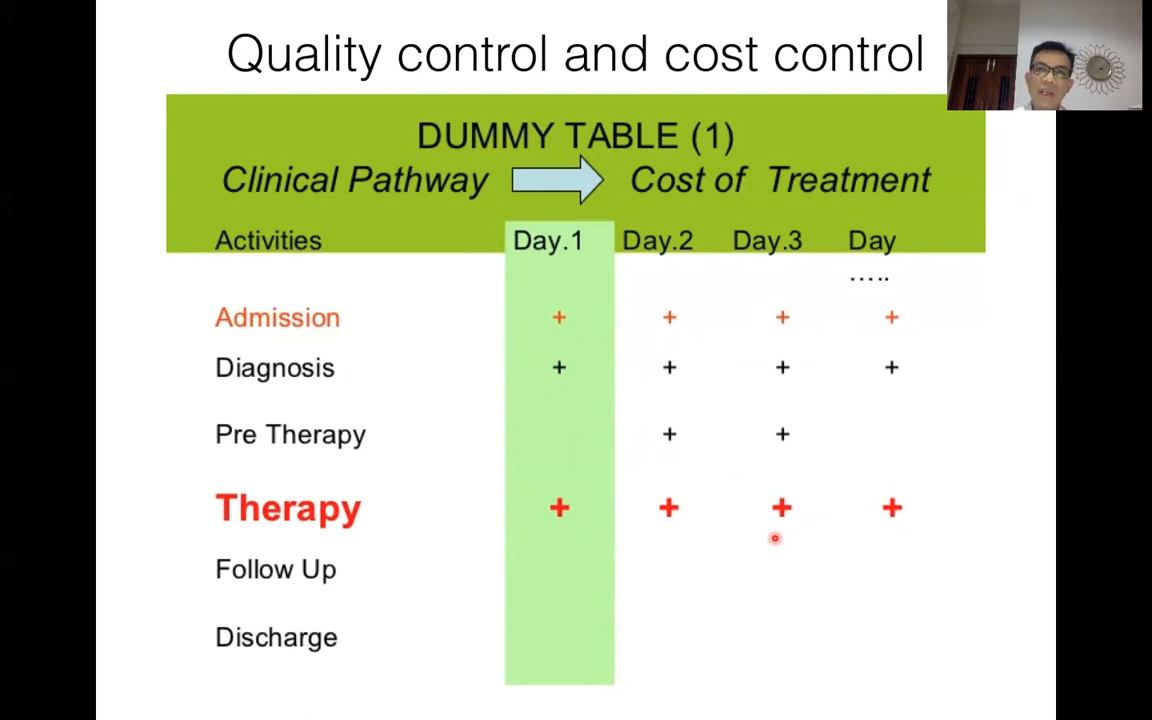 Quality control and cost control
DUMMY TABLE (1)
Clinical Pathway Cost of Treatment
Activities Day.1 Day.2 Day.3 Day
.....
Admission + + + +
Diagnosis + + + +
Pre Therapy + +
Therapy + + + +
Follow Up
Discharge